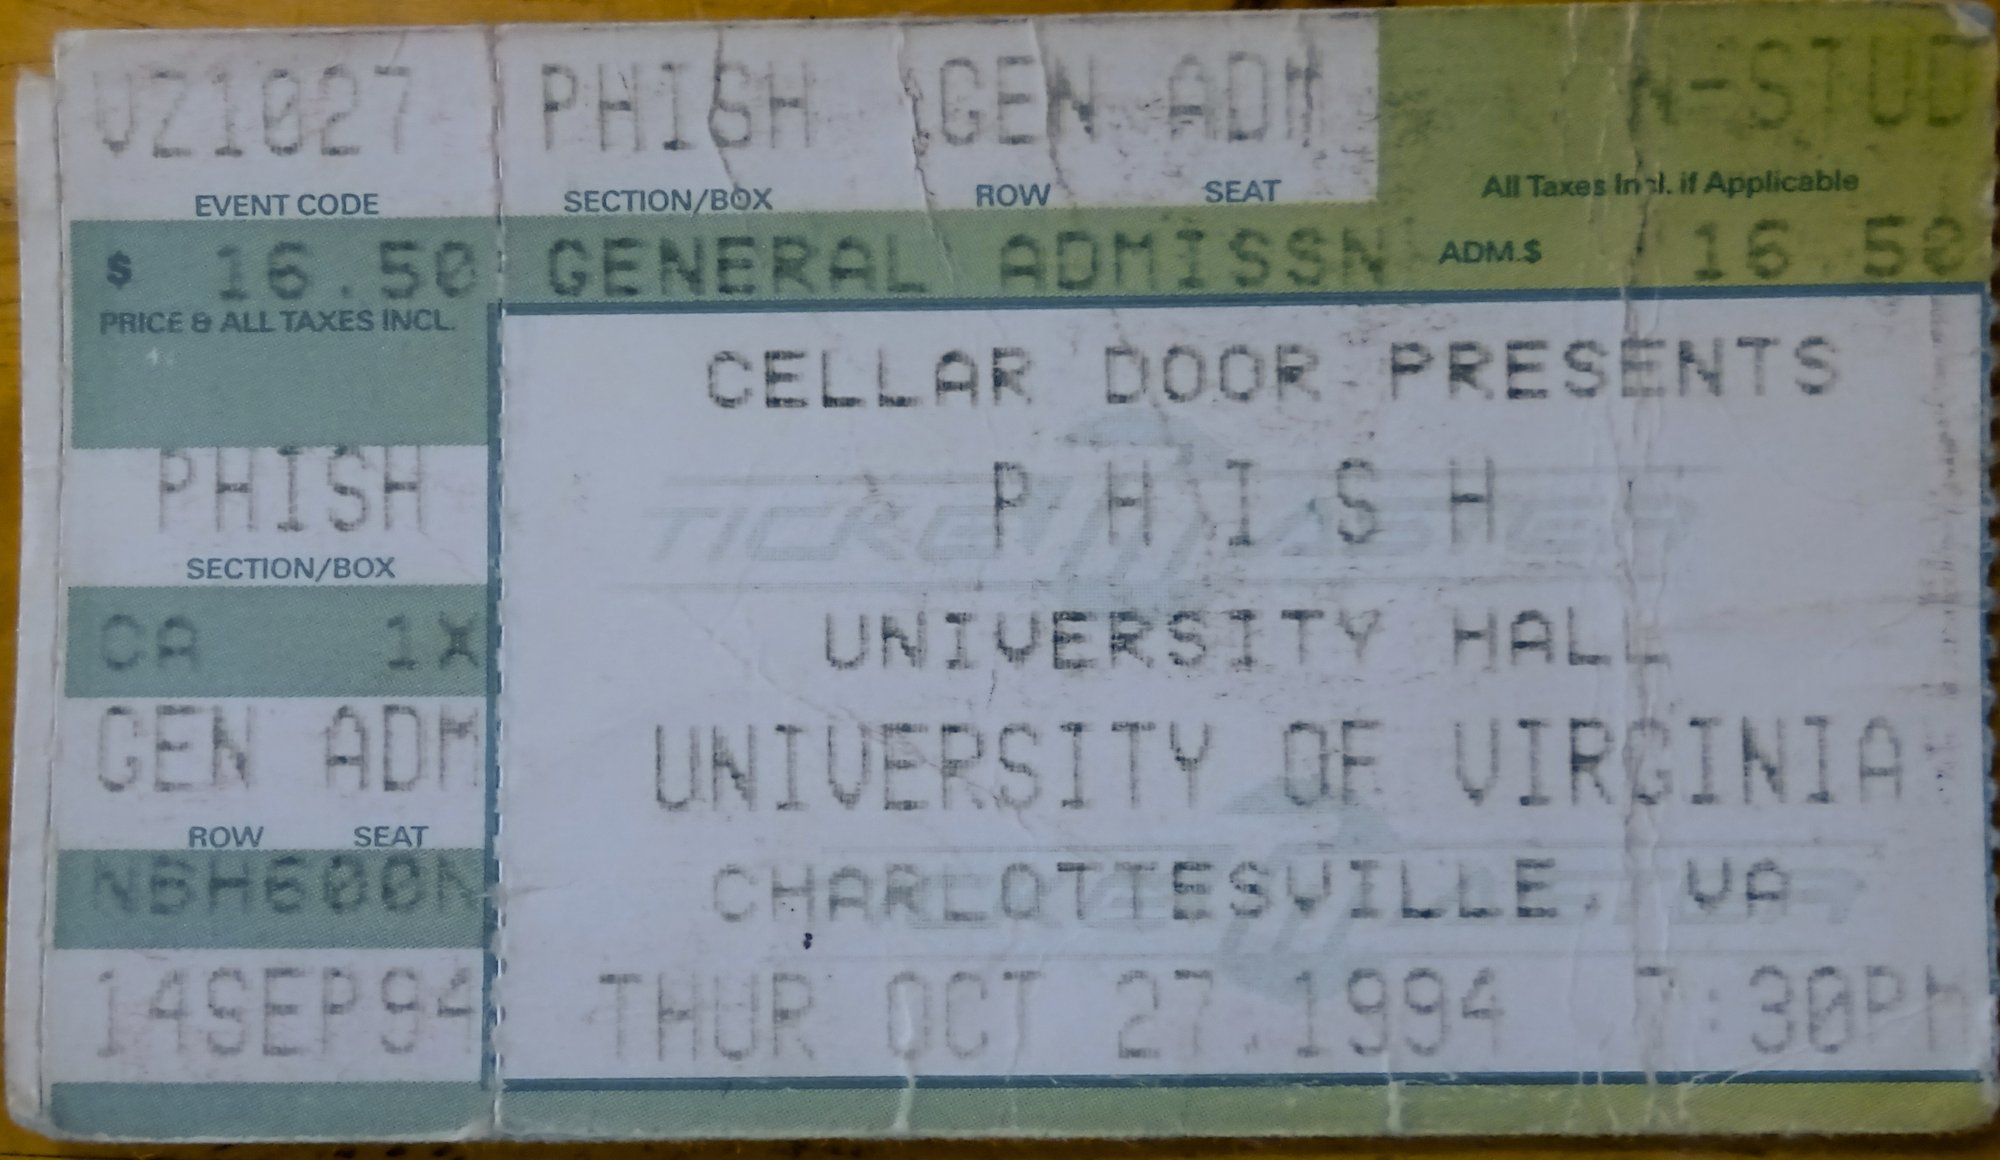 VZ1027 PHISH GEN ADM N-STUD
EVENT CODE SECTION/BOX ROW SEAT All Taxes Incl. if Applicable
$ 16.50 GENERAL ADMISSN ADM.$ 16.50
PRICE & ALL TAXES INCL.
PHISH
SECTION/BOX
CA 1X
GEN ADM
ROW SEAT
14SEP94
CELLAR DOOR PRESENTS
P H I S H
TICKETMASTER
UNIVERSITY HALL
UNIVERSITY OF VIRGINIA
CHARLOTTESVILLE, VA
THUR OCT 27,1994 7:30PM